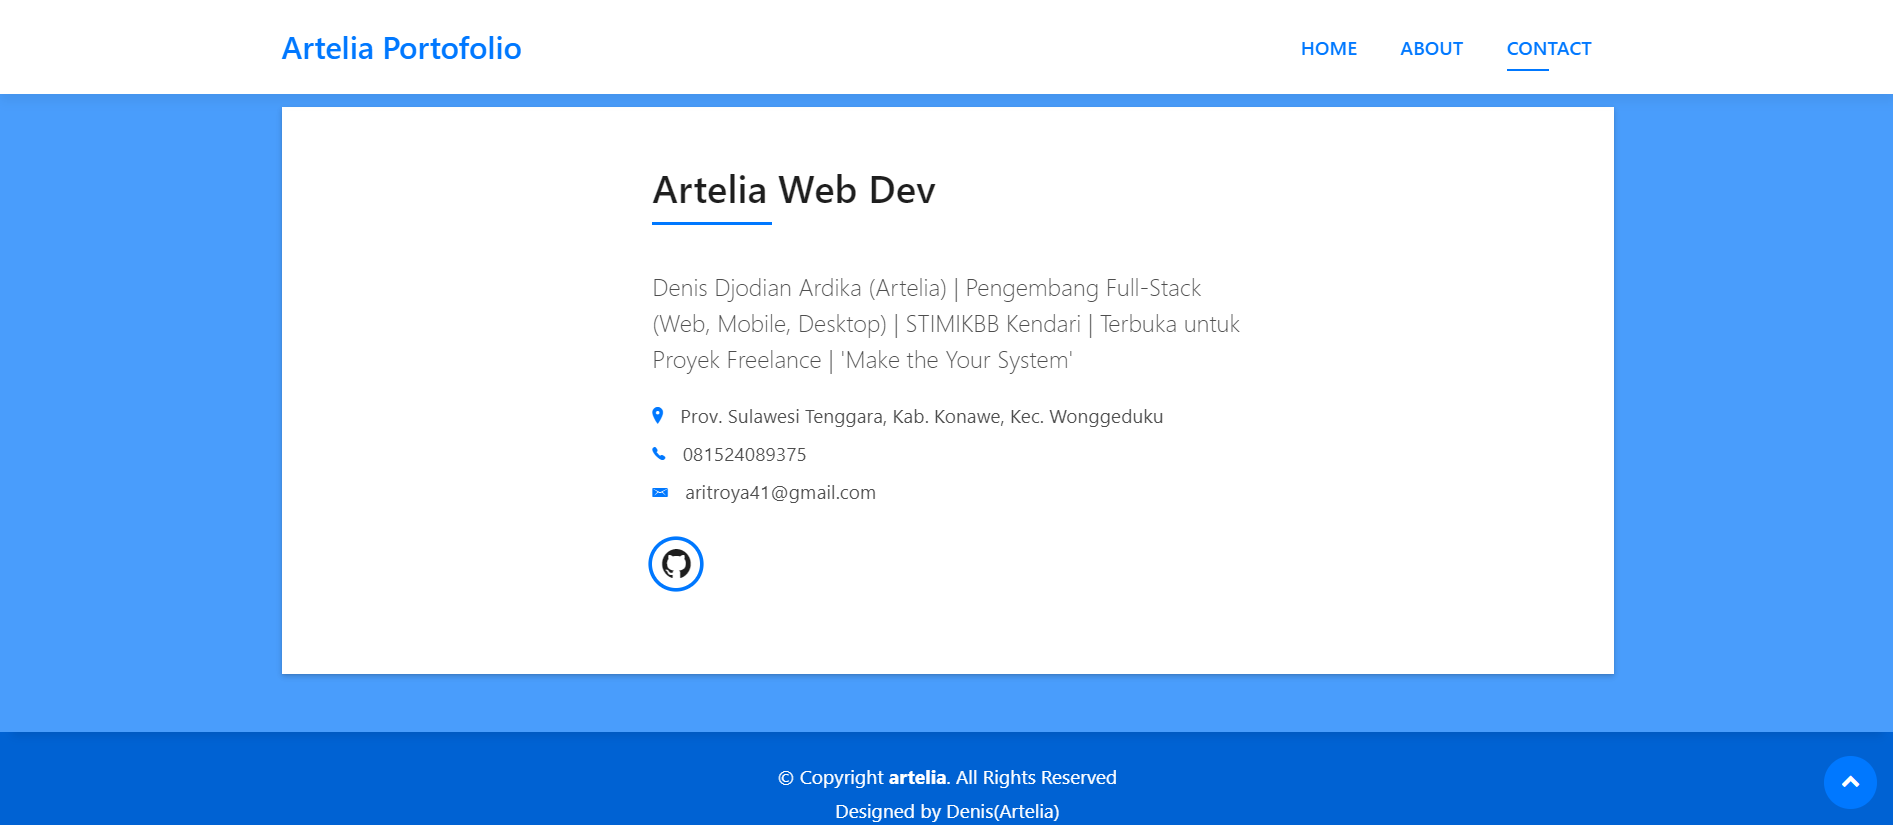 Artelia Portofolio
HOME ABOUT CONTACT
Artelia Web Dev
Denis Djodian Ardika (Artelia) | Pengembang Full-Stack
(Web, Mobile, Desktop) | STIMIKBB Kendari | Terbuka untuk
Proyek Freelance | 'Make the Your System'
Prov. Sulawesi Tenggara, Kab. Konawe, Kec. Wonggeduku
081524089375
aritroya41@gmail.com
© Copyright artelia. All Rights Reserved
Designed by Denis(Artelia)